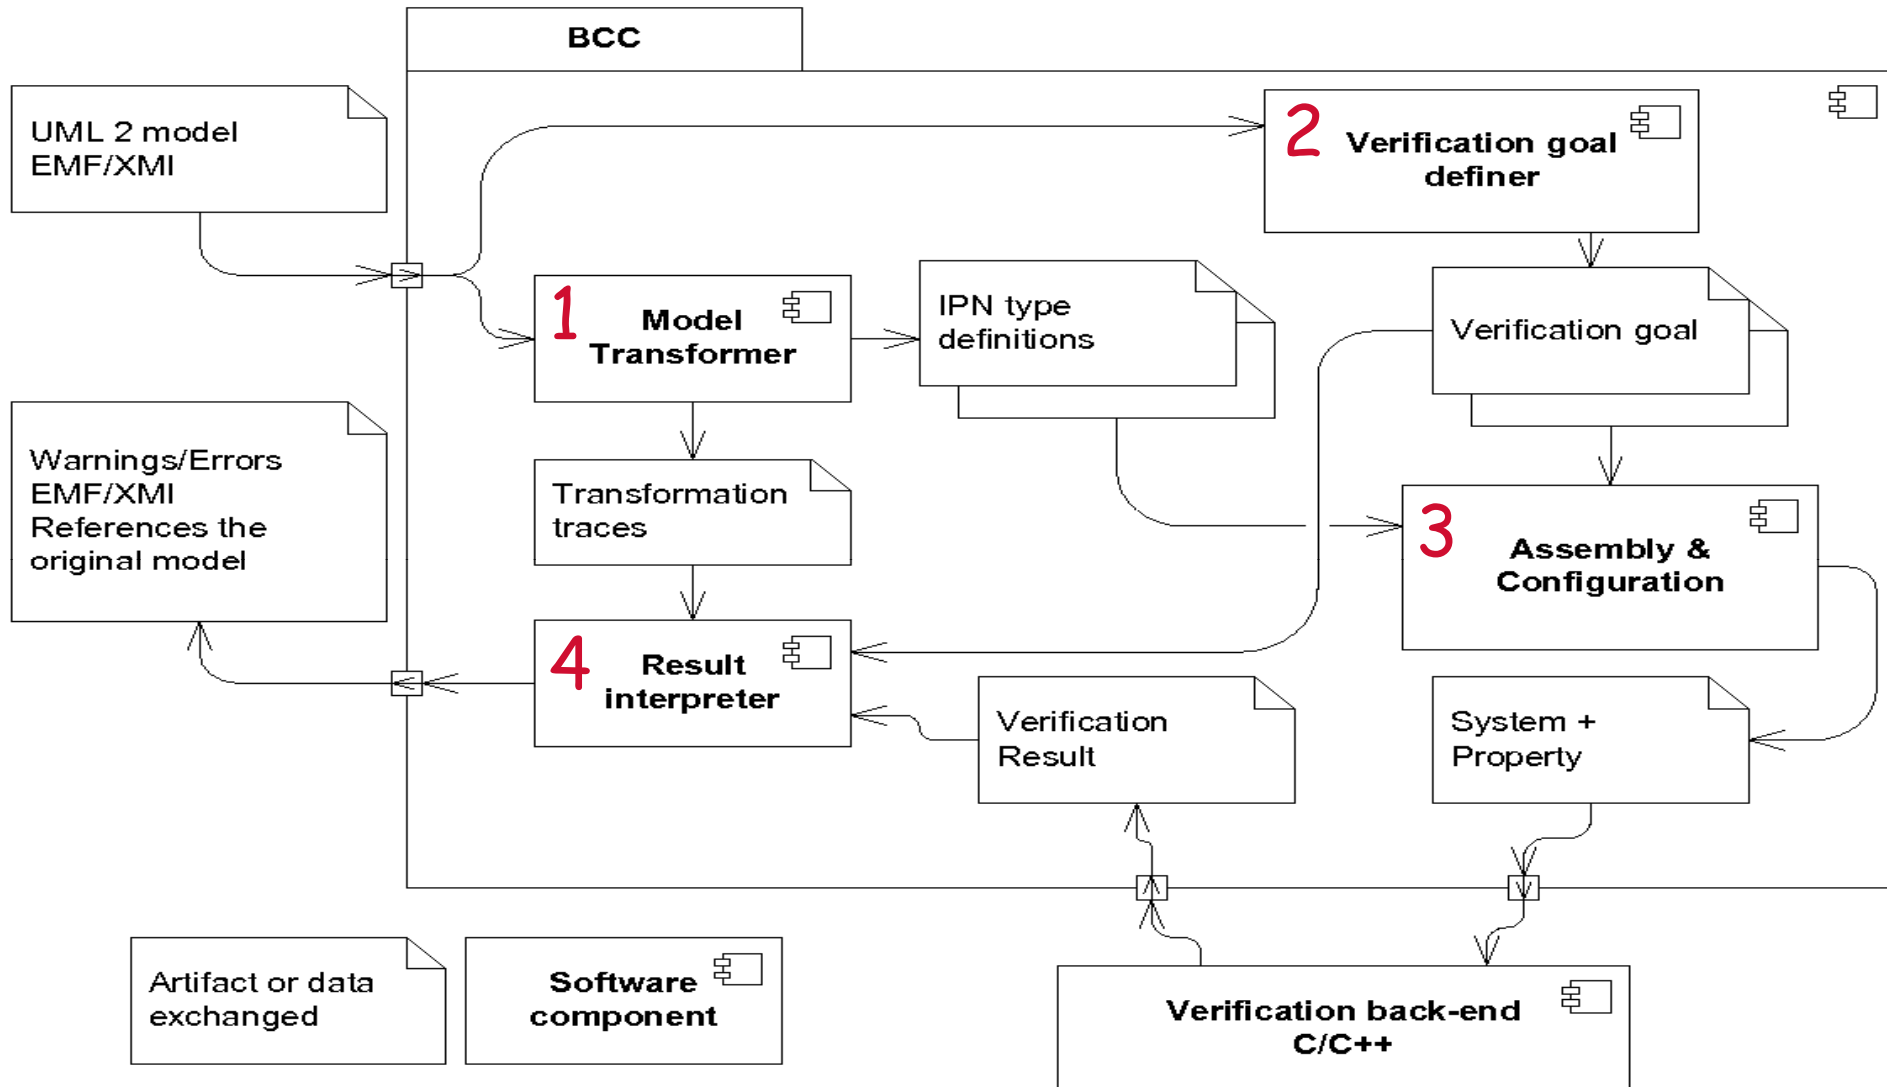 BCC
UML 2 model
EMF/XMI
2
Verification goal
definer
1
Model
Transformer
IPN type
definitions
Verification goal
Warnings/Errors
EMF/XMI
References the
original model
Transformation
traces
3
Assembly &
Configuration
4
Result
interpreter
Verification
Result
System +
Property
Artifact or data
exchanged
Software
component
Verification back-end
C/C++